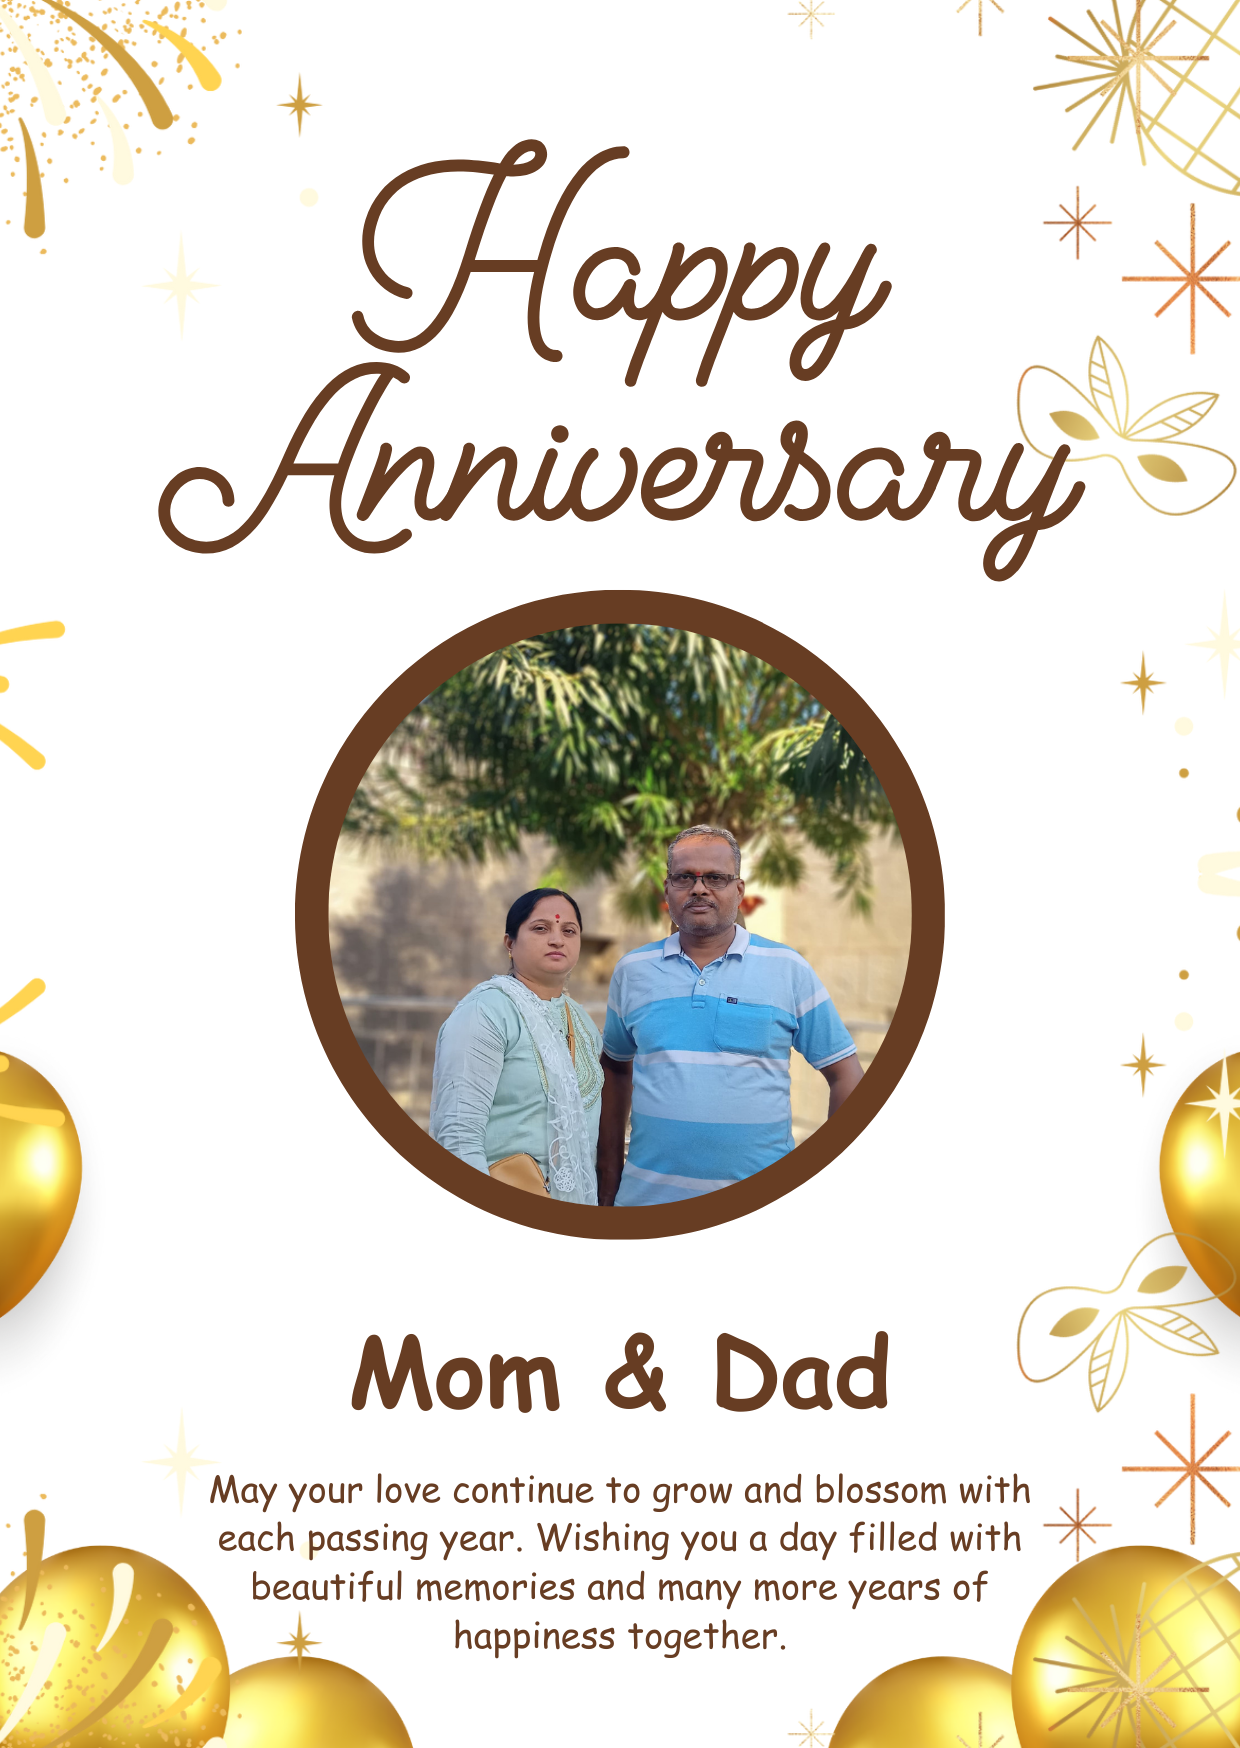 Happy
Anniversary
Mom & Dad
May your love continue to grow and blossom with
each passing year. Wishing you a day filled with
beautiful memories and many more years of
happiness together.